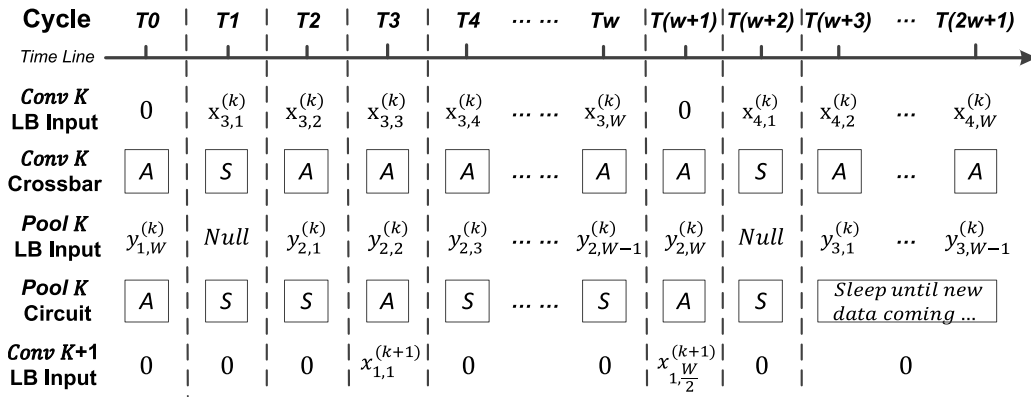 Cycle T0 T1 T2 T3 T4 ... ... Tw T(w+1) T(w+2) T(w+3) ... T(2w+1)
Time Line
Conv K LB Input 0 x_{3,1}^{(k)} x_{3,2}^{(k)} x_{3,3}^{(k)} x_{3,4}^{(k)} ... ... x_{3,W}^{(k)} 0 x_{4,1}^{(k)} x_{4,2}^{(k)} ... x_{4,W}^{(k)}
Conv K Crossbar A S A A A ... ... A A S A ... A
Pool K LB Input y_{1,W}^{(k)} Null y_{2,1}^{(k)} y_{2,2}^{(k)} y_{2,3}^{(k)} ... ... y_{2,W-1}^{(k)} y_{2,W}^{(k)} Null y_{3,1}^{(k)} ... y_{3,W-1}^{(k)}
Pool K Circuit A S S A S ... ... S A S Sleep until new data coming ...
Conv K+1 LB Input 0 0 0 x_{1,1}^{(k+1)} 0 0 x_{1,\frac{W}{2}}^{(k+1)} 0 0